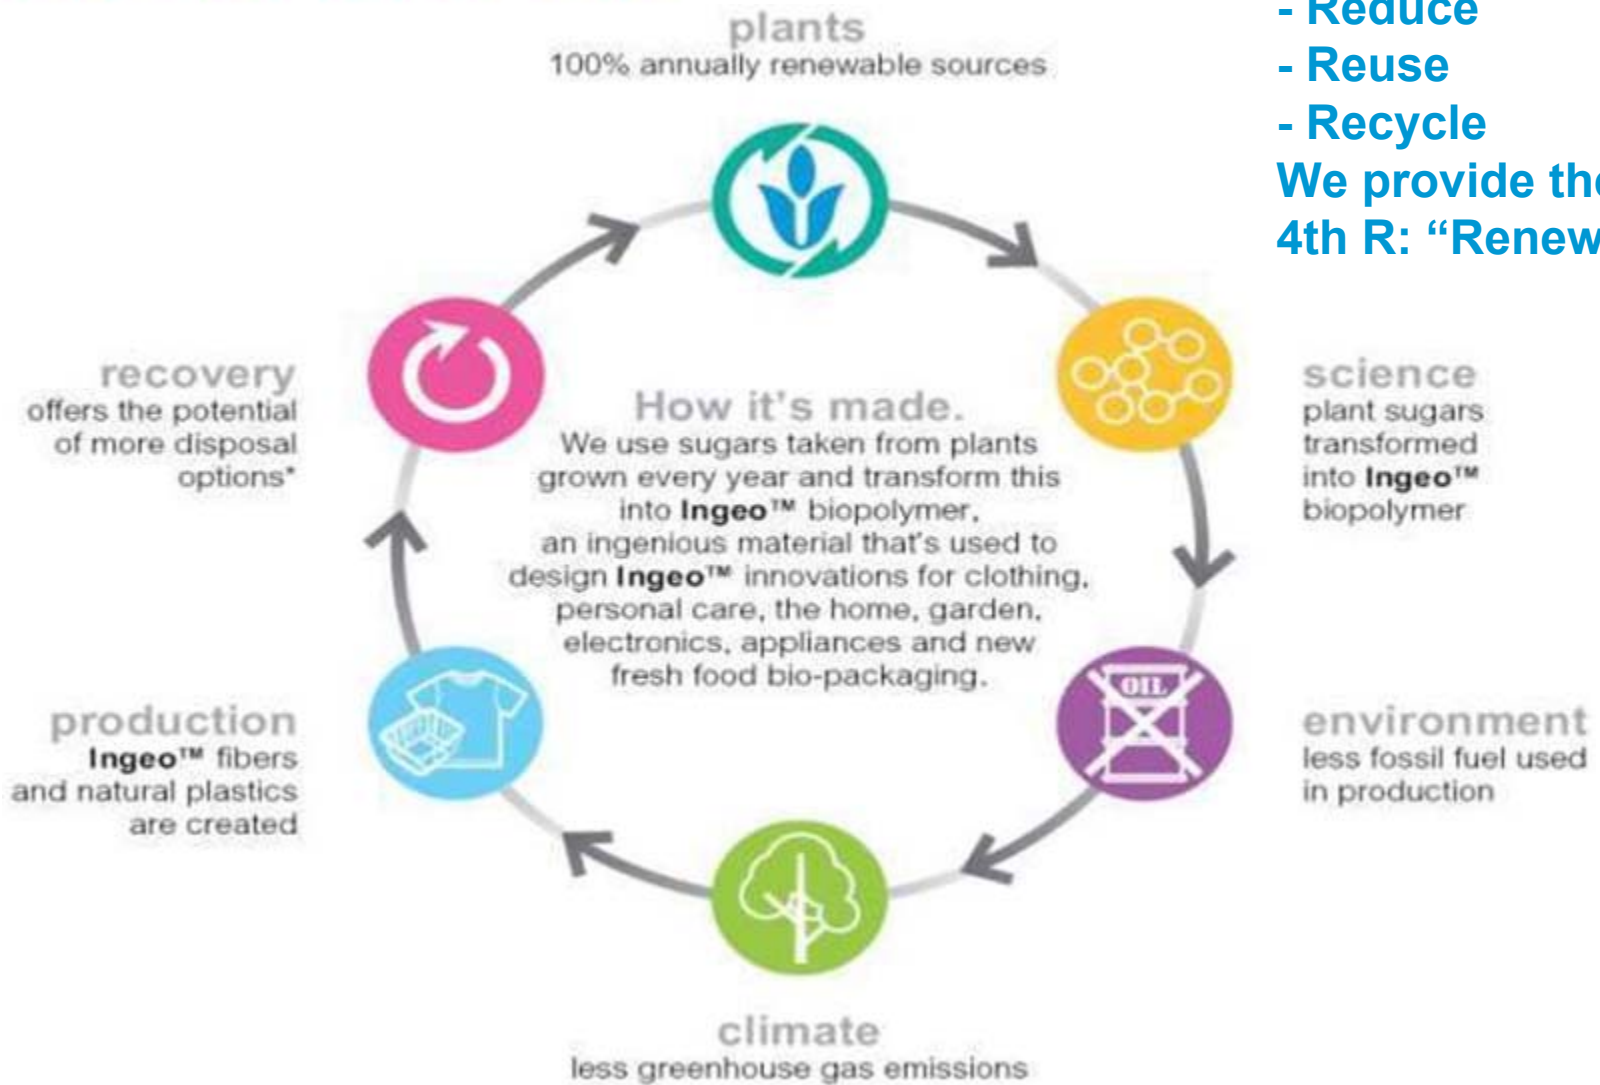 - Reduce
- Reuse
- Recycle
We provide the
4th R: “Renew
plants
100% annually renewable sources
science
plant sugars
transformed
into Ingeo™
biopolymer
environment
less fossil fuel used
in production
climate
less greenhouse gas emissions
production
Ingeo™ fibers
and natural plastics
are created
recovery
offers the potential
of more disposal
options*
How it's made.
We use sugars taken from plants
grown every year and transform this
into Ingeo™ biopolymer,
an ingenious material that's used to
design Ingeo™ innovations for clothing,
personal care, the home, garden,
electronics, appliances and new
fresh food bio-packaging.
OIL